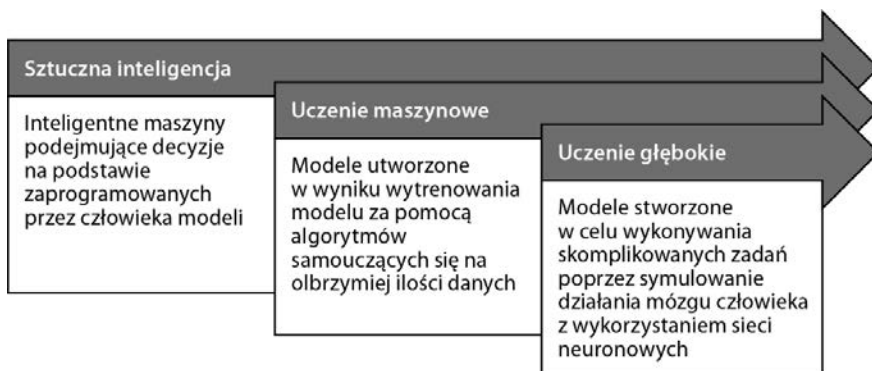 Sztuczna inteligencja
Inteligentne maszyny
podejmujące decyzje
na podstawie
zaprogramowanych
przez człowieka modeli
Uczenie maszynowe
Modele utworzone
w wyniku wytrenowania
modelu za pomocą
algorytmów
samouczących się na
olbrzymiej ilości danych
Uczenie głębokie
Modele stworzone
w celu wykonywania
skomplikowanych zadań
poprzez symulowanie
działania mózgu człowieka
z wykorzystaniem sieci
neuronowych